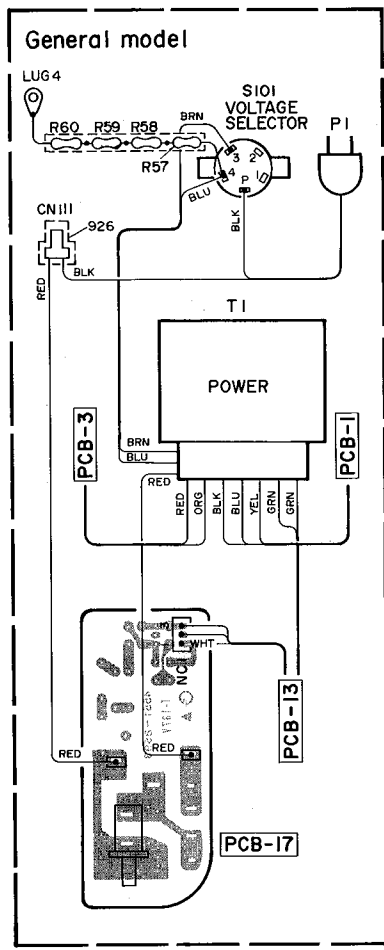 General model
LUG4
R60 R59 R58
R57
BRN
S101
VOLTAGE
SELECTOR
P1
3 2
4 1
P
BLU
BLK
CN111
926
RED
BLK
T1
POWER
BRN
BLU
RED
PCB-3
PCB-1
RED
ORG
BLK
BLU
YEL
GRN
GRN
WHT
PCB-13
RED
RED
PCB-17